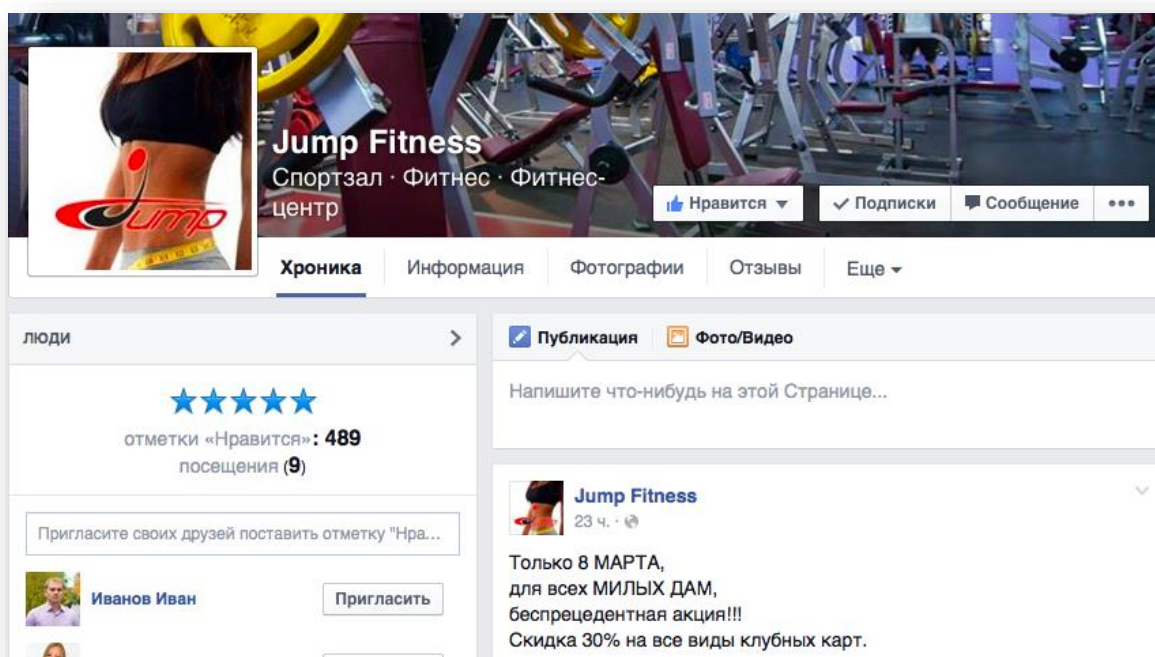 Jump Fitness
Спортзал · Фитнес · Фитнес-
центр
Jump
Нравится
Подписки
Сообщение
Хроника
Информация
Фотографии
Отзывы
Еще
люди
отметки «Нравится»: 489
посещения (9)
Пригласите своих друзей поставить отметку "Нра...
Иванов Иван
Пригласить
Публикация
Фото/Видео
Напишите что-нибудь на этой Странице...
Jump Fitness
23 ч. ·
Только 8 МАРТА,
для всех МИЛЫХ ДАМ,
беспрецедентная акция!!!
Скидка 30% на все виды клубных карт.